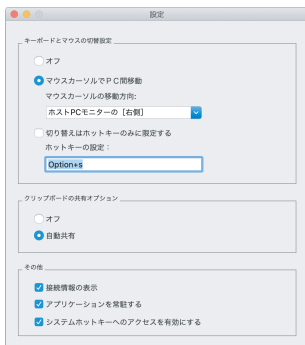 設定
キーボードとマウスの切替設定
オフ
マウスカーソルでＰＣ間移動
マウスカーソルの移動方向:
ホストPCモニターの［右側］
切り替えはホットキーのみに限定する
ホットキーの設定：
Option+s
クリップボードの共有オプション
オフ
自動共有
その他
接続情報の表示
アプリケーションを常駐する
システムホットキーへのアクセスを有効にする